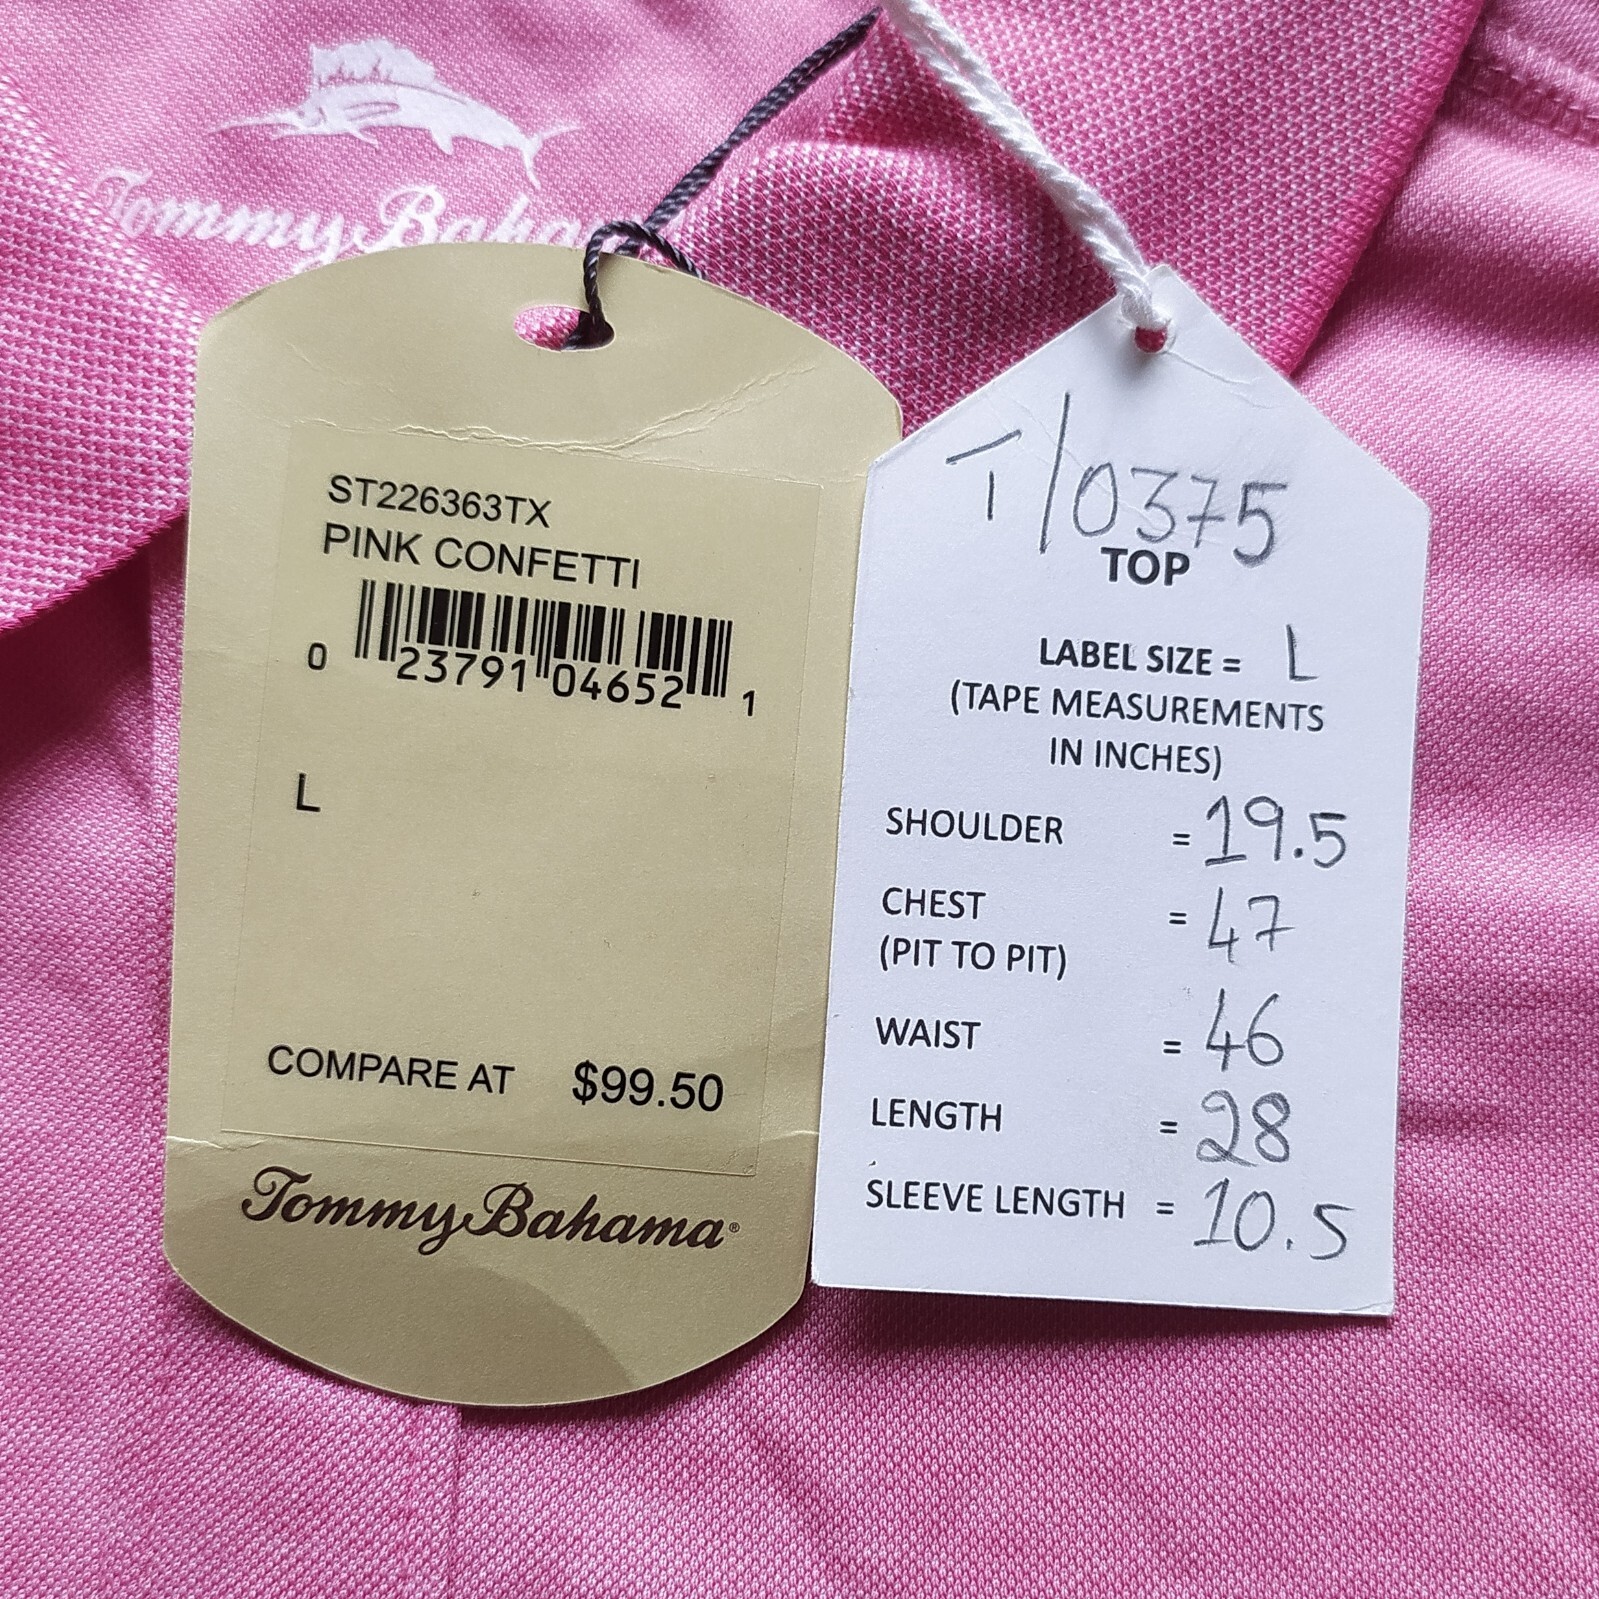 Tommy Baha
ST226363TX
PINK CONFETTI
0 23791 04652 1
L
COMPARE AT $99.50
Tommy Bahama®
T/0375
TOP
LABEL SIZE = L
(TAPE MEASUREMENTS
IN INCHES)
SHOULDER = 19.5
CHEST = 47
(PIT TO PIT)
WAIST = 46
LENGTH = 28
SLEEVE LENGTH = 10.5